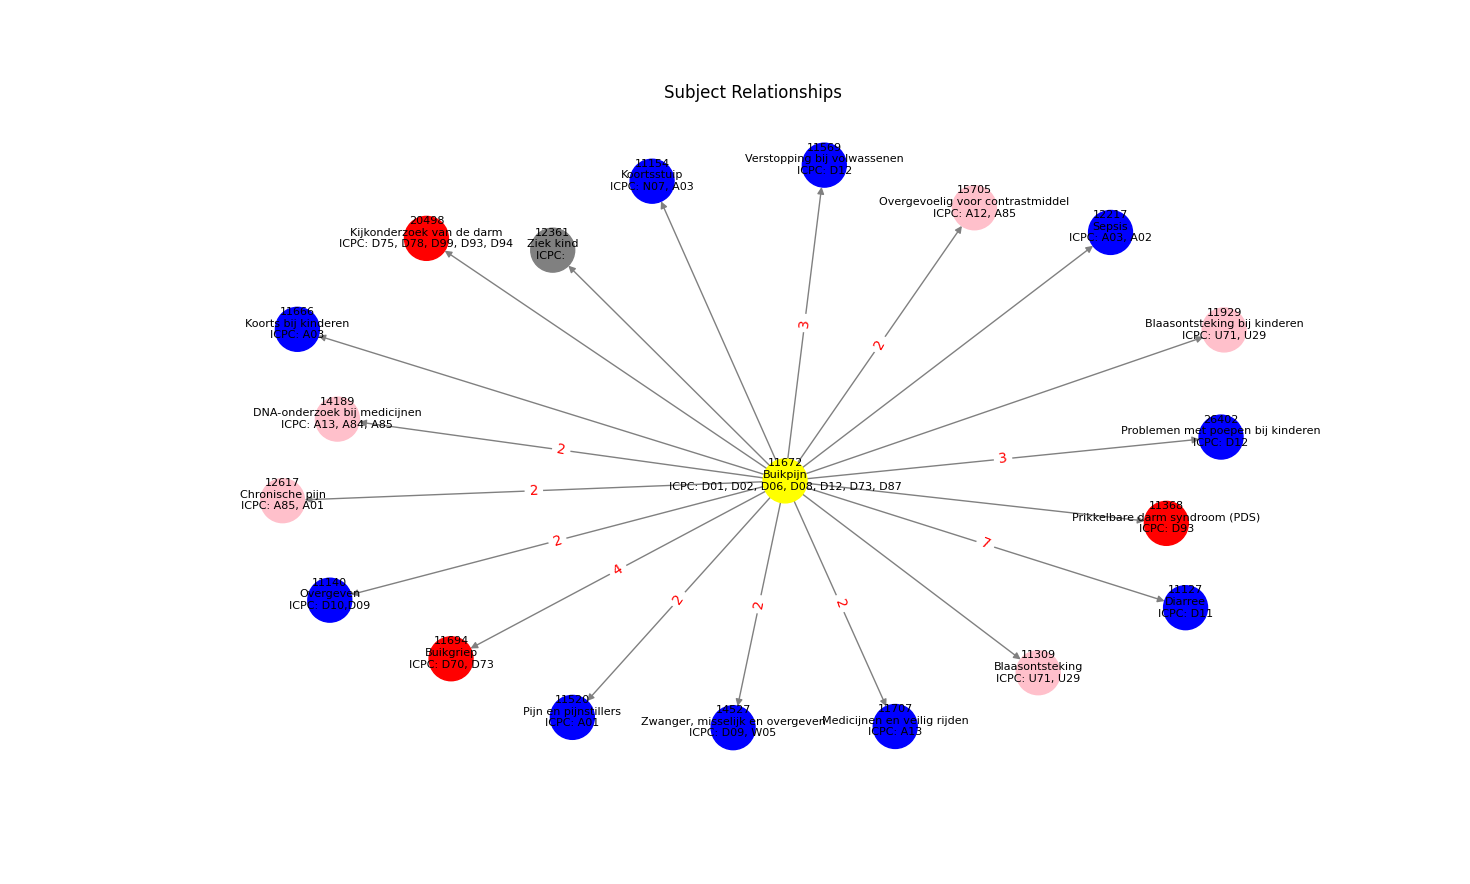 Subject Relationships
Verstopping bij volwassenen
ICPC: D12
11154
Koortsstuip
ICPC: N07, A03
15705
Overgevoelig voor contrastmiddel
ICPC: A12, A85
12217
Sepsis
ICPC: A03, A02
20498
Kijkonderzoek van de darm
ICPC: D75, D78, D99, D93, D94
12361
Ziek kind
ICPC:
11666
Koorts bij kinderen
ICPC: A03
11929
Blaasontsteking bij kinderen
ICPC: U71, U29
3
2
14189
DNA-onderzoek bij medicijnen
ICPC: A13, A84, A85
20402
Problemen met poepen bij kinderen
ICPC: D12
2
3
11672
Buikpijn
ICPC: D01, D02, D06, D08, D12, D73, D87
12617
Chronische pijn
ICPC: A85, A01
2
11368
Prikkelbare darm syndroom (PDS)
ICPC: D93
2
7
4
11140
Overgeven
ICPC: D10,D09
11127
Diarree
ICPC: D11
2
2
2
11694
Buikgriep
ICPC: D70, D73
11309
Blaasontsteking
ICPC: U71, U29
Pijn en pijnstillers
ICPC: A01
14527
Zwanger, misselijk en overgeven
ICPC: D09, W05
Medicijnen en veilig rijden
ICPC: A13